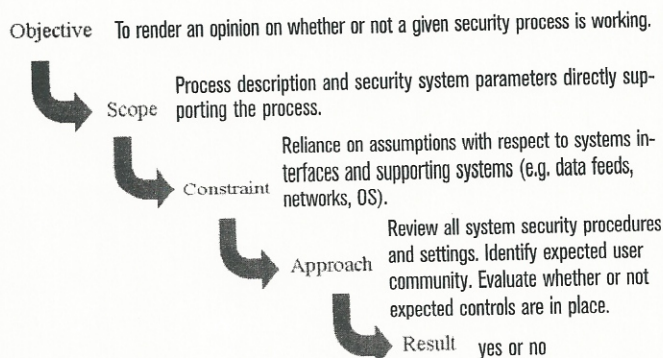 Objective To render an opinion on whether or not a given security process is working.
Process description and security system parameters directly sup-
Scope porting the process.
Reliance on assumptions with respect to systems in-
terfaces and supporting systems (e.g. data feeds,
Constraint networks, OS).
Review all system security procedures
and settings. Identify expected user
Approach community. Evaluate whether or not
expected controls are in place.
Result yes or no